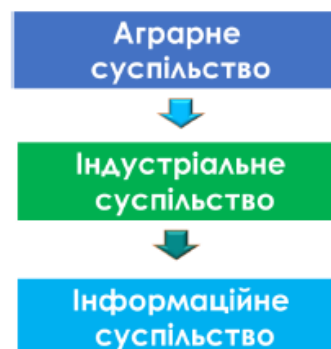 Аграрне
суспільство
Індустріальне
суспільство
Інформаційне
суспільство